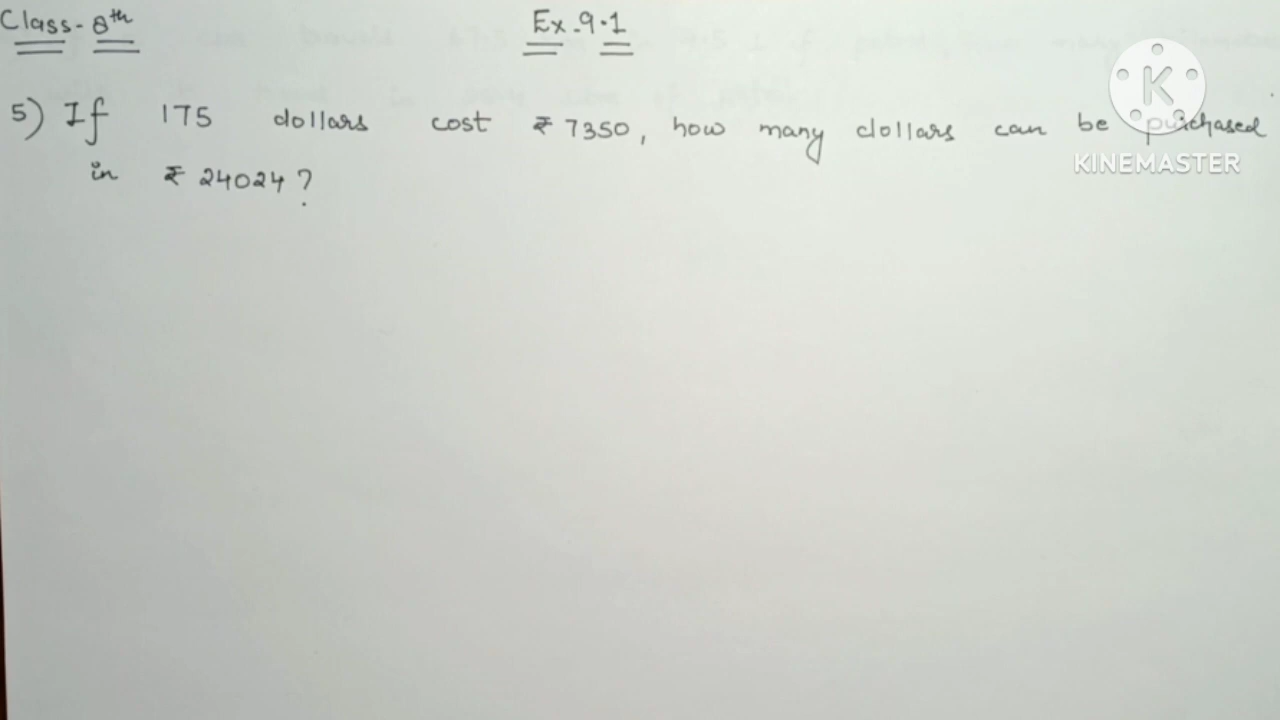 Class - 8th Ex-9.1
5) If 175 dollars cost ₹ 7350, how many dollars can be purchased
in ₹ 24024?
KINEMASTER